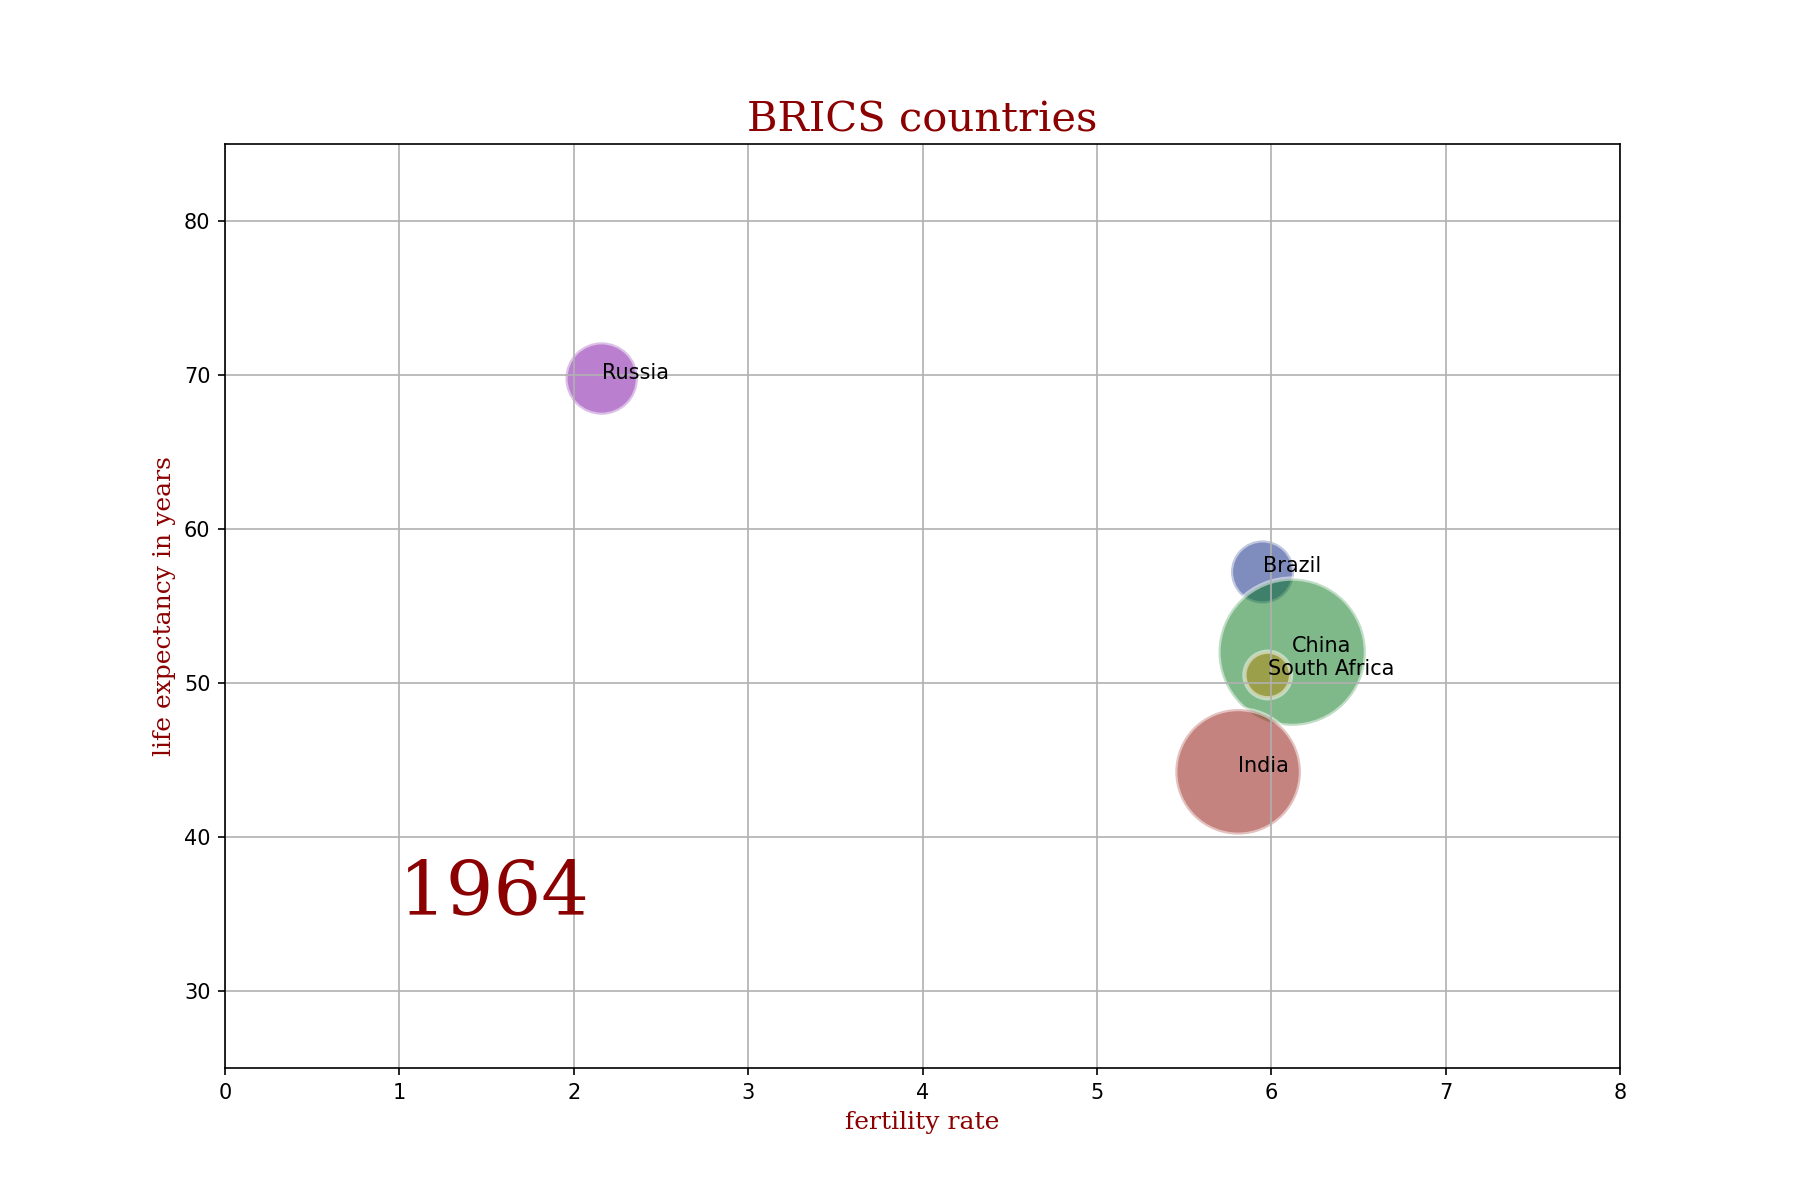 BRICS countries
80
70
60
50
40
30
life expectancy in years
Russia
Brazil
China
South Africa
India
1964
0 1 2 3 4 5 6 7 8
fertility rate